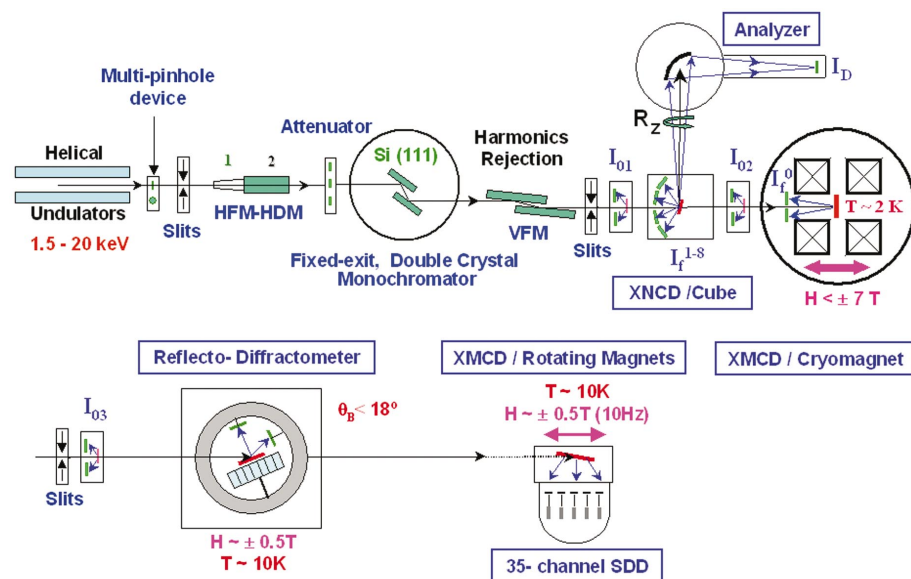 Analyzer
I_D
Multi-pinhole
device
R_Z
Attenuator
Harmonics
Rejection
Si (111)
Helical
1
2
I_01
I_02
I_f^0
T ~ 2 K
Undulators
HFM-HDM
1.5 - 20 keV
Slits
VFM
Slits
I_f^1-8
Fixed-exit, Double Crystal
Monochromator
XNCD /Cube
H < ± 7 T
Reflecto- Diffractometer
XMCD / Rotating Magnets
XMCD / Cryomagnet
T ~ 10K
H ~ ± 0.5T (10Hz)
θ_B< 18º
I_03
Slits
H ~ ± 0.5T
T ~ 10K
35- channel SDD